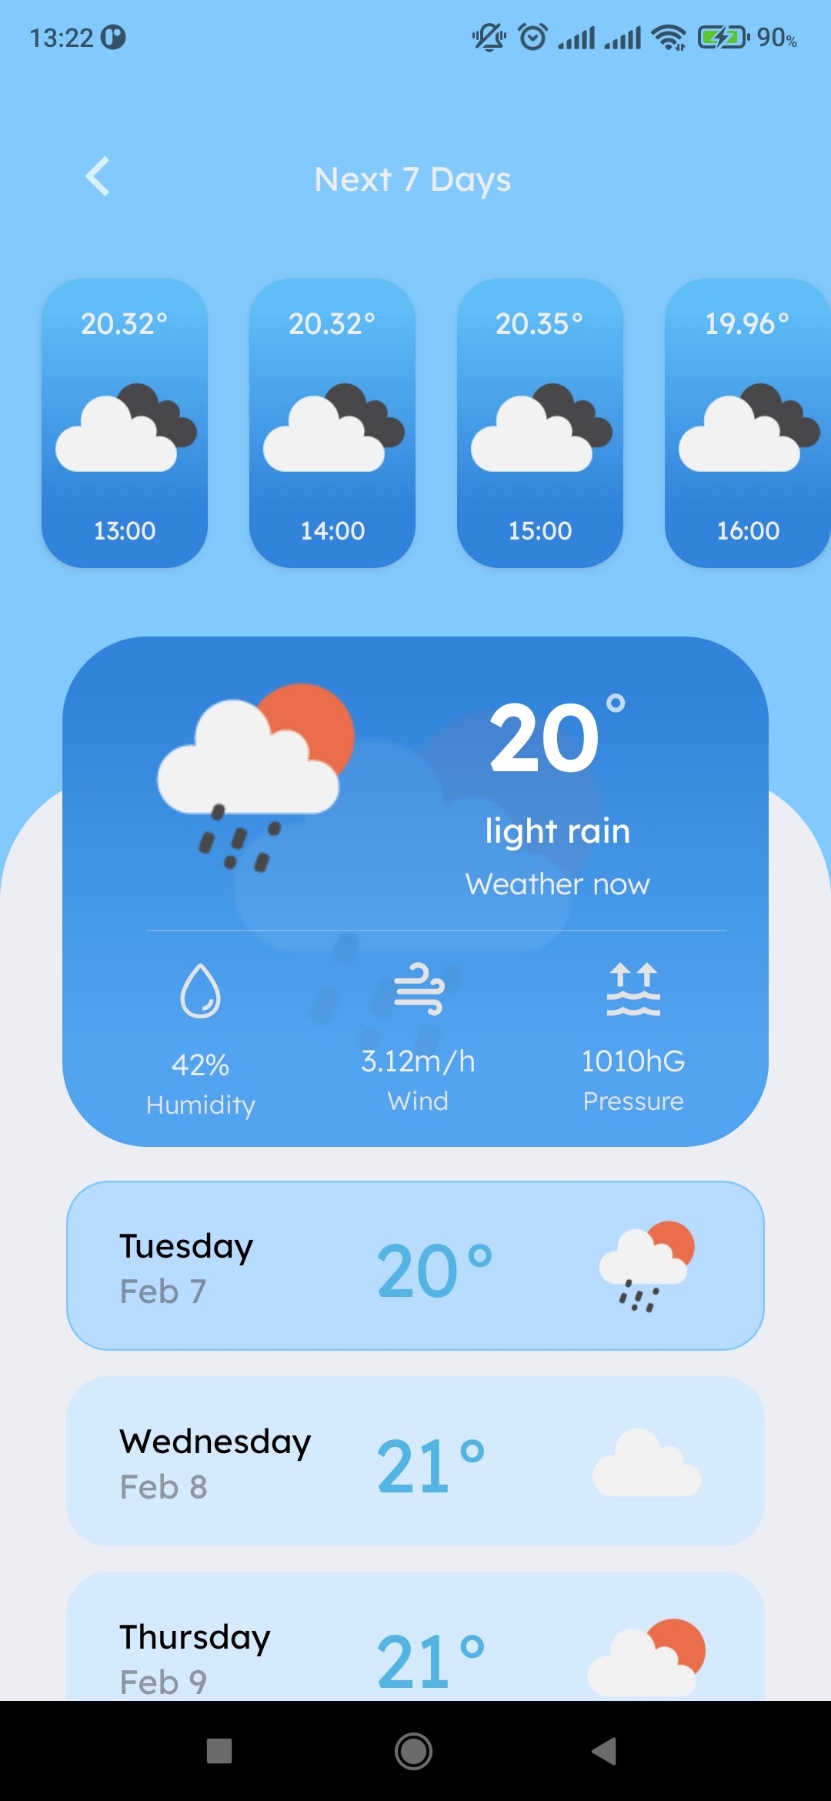 13:22
90%
Next 7 Days
20.32° 20.32° 20.35° 19.96°
13:00 14:00 15:00 16:00
20°
light rain
Weather now
42% 3.12m/h 1010hG
Humidity Wind Pressure
Tuesday
Feb 7
20°
Wednesday
Feb 8
21°
Thursday
Feb 9
21°